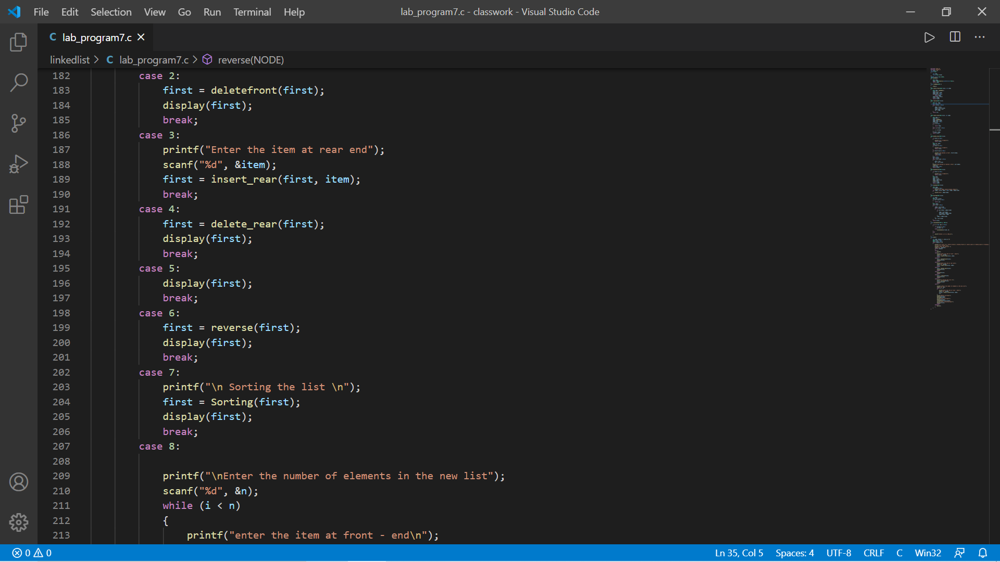 File Edit Selection View Go Run Terminal Help lab_program7.c - classwork - Visual Studio Code
C lab_program7.c
linkedlist > C lab_program7.c > reverse(NODE)
182 case 2:
183 first = deletefront(first);
184 display(first);
185 break;
186 case 3:
187 printf("Enter the item at rear end");
188 scanf("%d", &item);
189 first = insert_rear(first, item);
190 break;
191 case 4:
192 first = delete_rear(first);
193 display(first);
194 break;
195 case 5:
196 display(first);
197 break;
198 case 6:
199 first = reverse(first);
200 display(first);
201 break;
202 case 7:
203 printf("\n Sorting the list \n");
204 first = Sorting(first);
205 display(first);
206 break;
207 case 8:
208
209 printf("\nEnter the number of elements in the new list");
210 scanf("%d", &n);
211 while (i < n)
212 {
213 printf("enter the item at front - end\n");
0 0 Ln 35, Col 5 Spaces: 4 UTF-8 CRLF C Win32